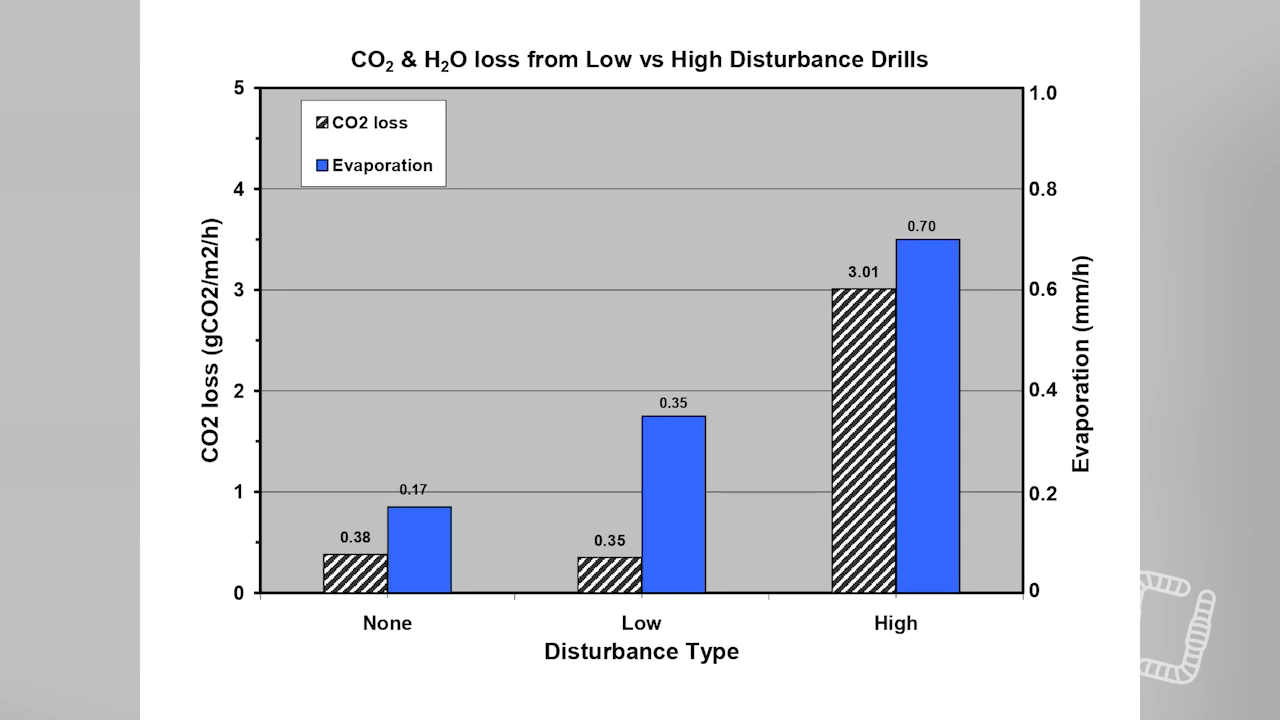 CO₂ & H₂O loss from Low vs High Disturbance Drills
5
4
3
2
1
0
CO2 loss (gCO2/m2/h)
CO2 loss
Evaporation
0.38
0.17
0.35
0.35
3.01
0.70
1.0
0.8
0.6
0.4
0.2
0
Evaporation (mm/h)
None
Low
High
Disturbance Type